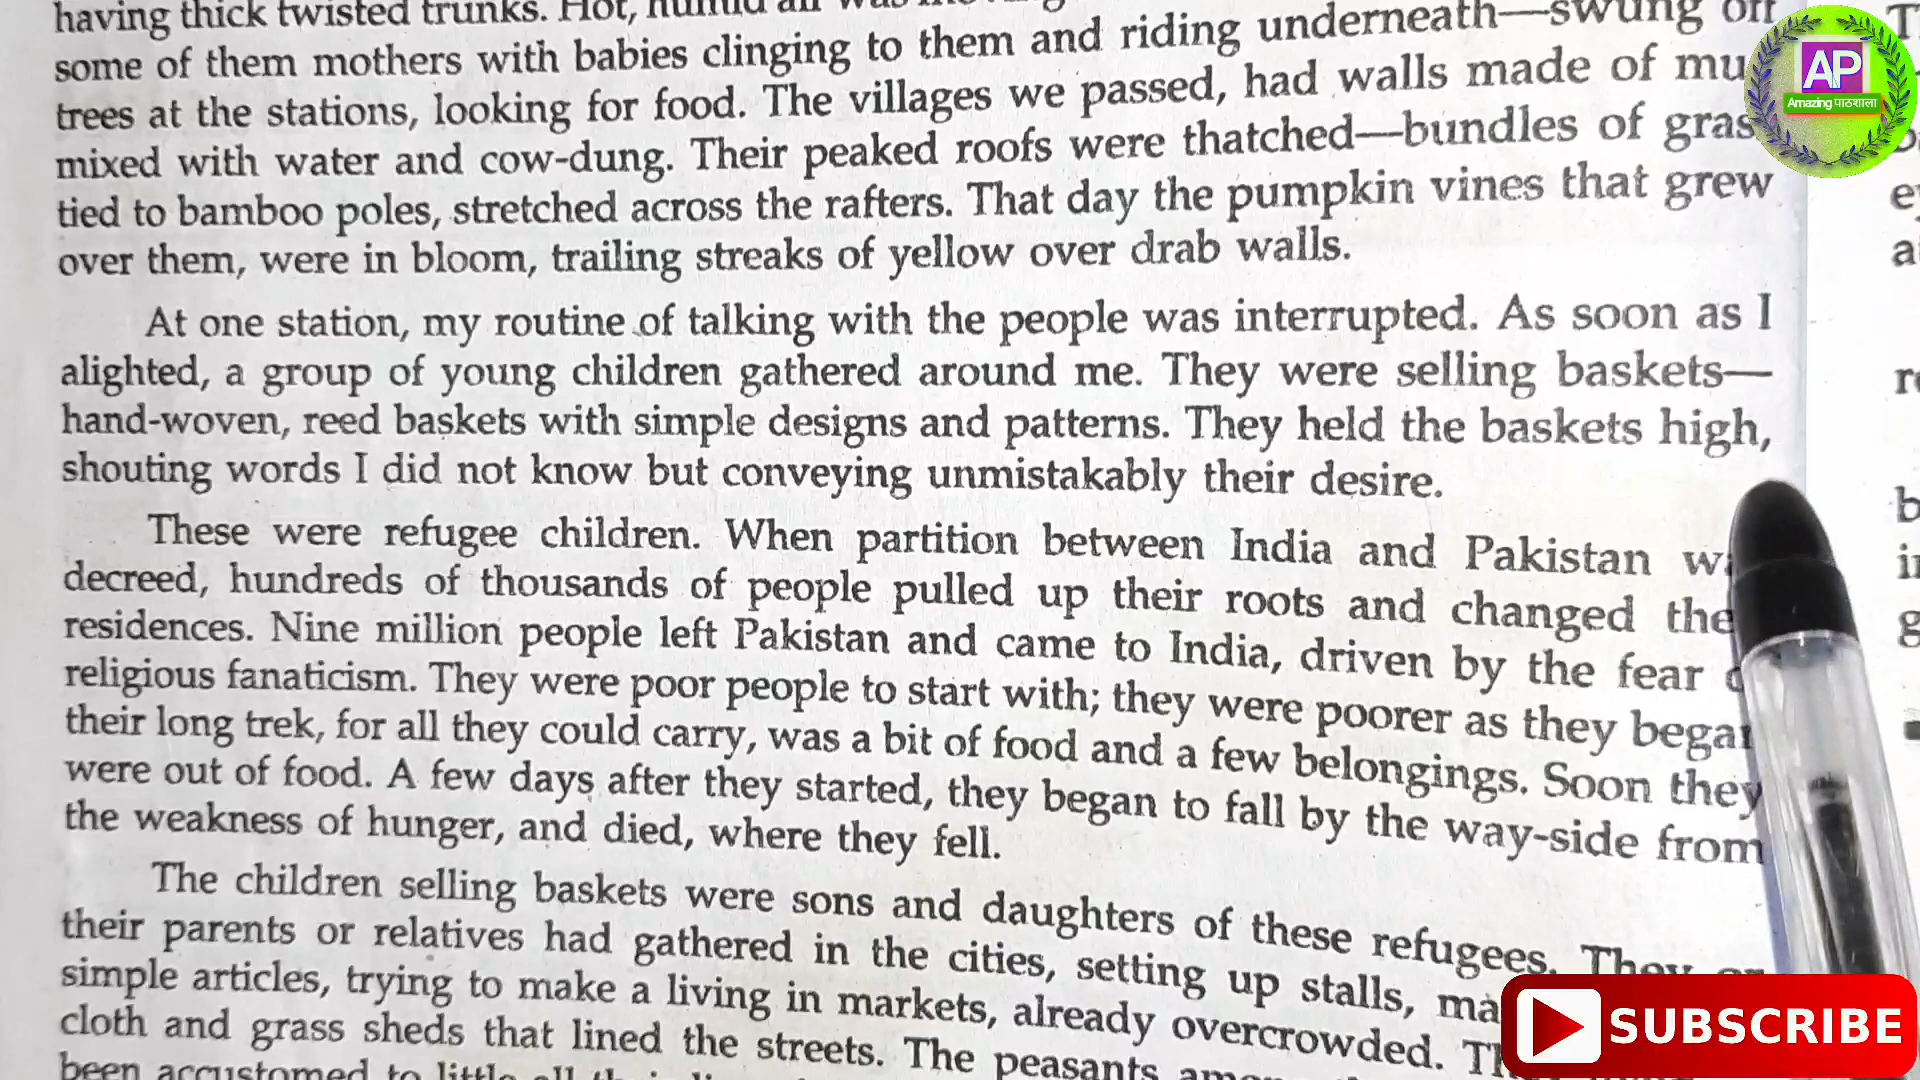 having thick twisted trunks. Hot, humid air was
some of them mothers with babies clinging to them and riding underneath—swung
trees at the stations, looking for food. The villages we passed, had walls made of
mixed with water and cow-dung. Their peaked roofs were thatched—bundles of
tied to bamboo poles, stretched across the rafters. That day the pumpkin vines that grew
over them, were in bloom, trailing streaks of yellow over drab walls.
At one station, my routine of talking with the people was interrupted. As soon as I
alighted, a group of young children gathered around me. They were selling baskets—
hand-woven, reed baskets with simple designs and patterns. They held the baskets high,
shouting words I did not know but conveying unmistakably their desire.
These were refugee children. When partition between India and Pakistan
decreed, hundreds of thousands of people pulled up their roots and changed
residences. Nine million people left Pakistan and came to India, driven by the fear
religious fanaticism. They were poor people to start with; they were poorer as they
their long trek, for all they could carry, was a bit of food and a few belongings. Soon they
were out of food. A few days after they started, they began to fall by the way-side from
the weakness of hunger, and died, where they fell.
The children selling baskets were sons and daughters of these refugees. They
their parents or relatives had gathered in the cities, setting up stalls,
simple articles, trying to make a living in markets, already overcrowded.
cloth and grass sheds that lined the streets. The peasants
been accustomed to little
AP
Amazing पाठशाला
SUBSCRIBE